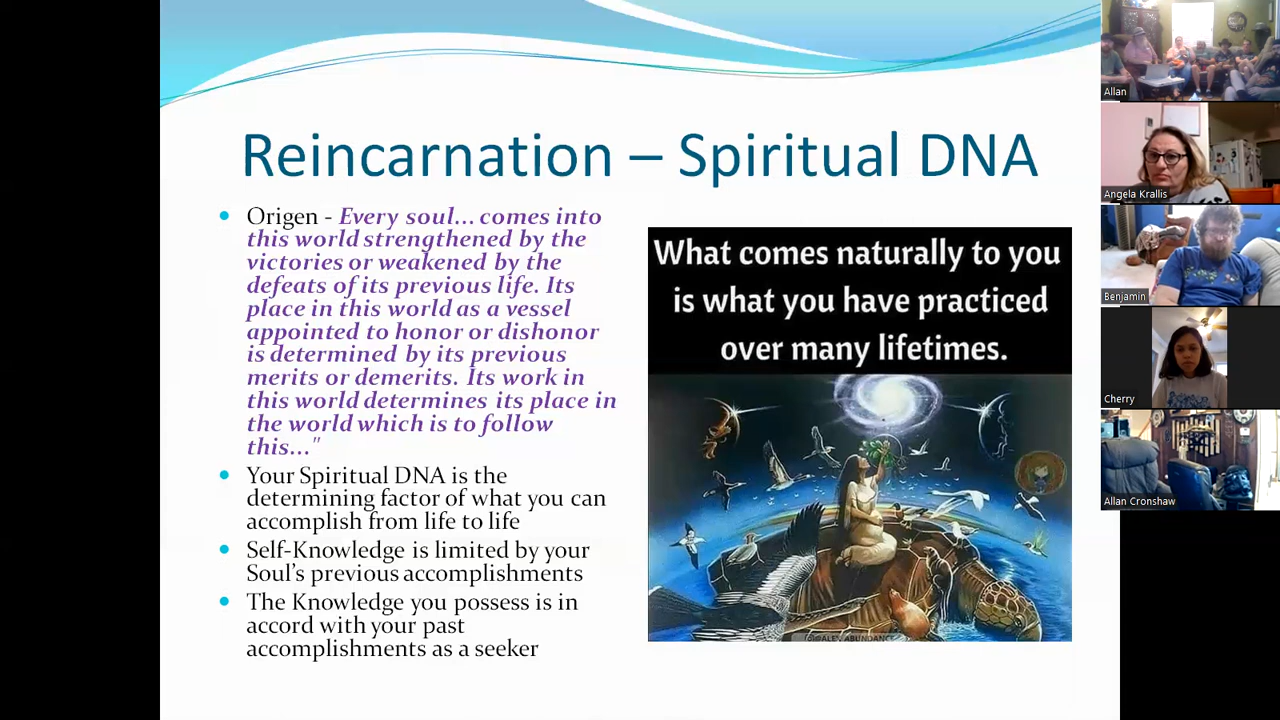 Reincarnation – Spiritual DNA
Origen - Every soul... comes into
this world strengthened by the
victories or weakened by the
defeats of its previous life. Its
place in this world as a vessel
appointed to honor or dishonor
is determined by its previous
merits or demerits. Its work in
this world determines its place in
the world which is to follow
this..."
Your Spiritual DNA is the
determining factor of what you can
accomplish from life to life
Self-Knowledge is limited by your
Soul's previous accomplishments
The Knowledge you possess is in
accord with your past
accomplishments as a seeker
What comes naturally to you
is what you have practiced
over many lifetimes.
Allan
Angela Krallis
Benjamin
Cherry
Allan Cronshaw